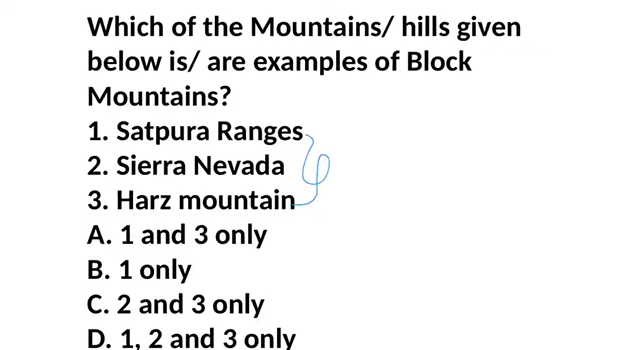 Which of the Mountains/ hills given
below is/ are examples of Block
Mountains?
1. Satpura Ranges
2. Sierra Nevada
3. Harz mountain
A. 1 and 3 only
B. 1 only
C. 2 and 3 only
D. 1, 2 and 3 only